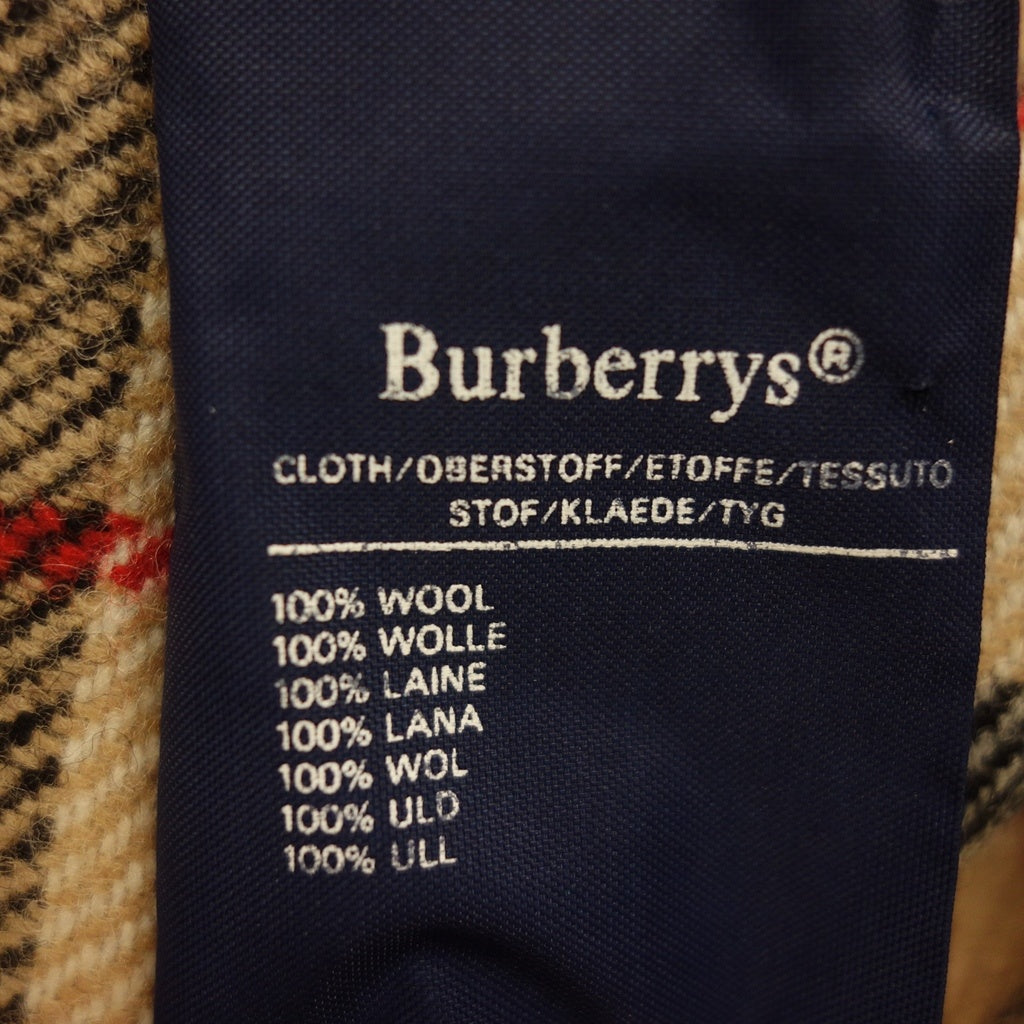 Burberrys®
CLOTH/OBERSTOFF/ETOFFE/TESSUTO
STOF/KLAEDE/TYG
100% WOOL
100% WOLLE
100% LAINE
100% LANA
100% WOL
100% ULD
100% ULL